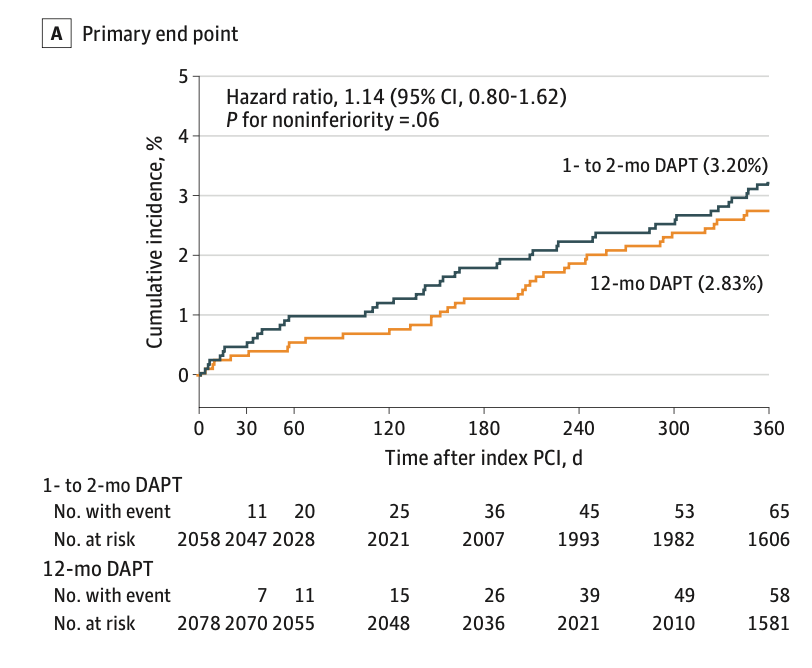 A Primary end point
Hazard ratio, 1.14 (95% CI, 0.80-1.62)
P for noninferiority =.06
5
4
3
2
1
0
Cumulative incidence, %
1- to 2-mo DAPT (3.20%)
12-mo DAPT (2.83%)
0 30 60 120 180 240 300 360
Time after index PCI, d
1- to 2-mo DAPT
No. with event 11 20 25 36 45 53 65
No. at risk 2058 2047 2028 2021 2007 1993 1982 1606
12-mo DAPT
No. with event 7 11 15 26 39 49 58
No. at risk 2078 2070 2055 2048 2036 2021 2010 1581